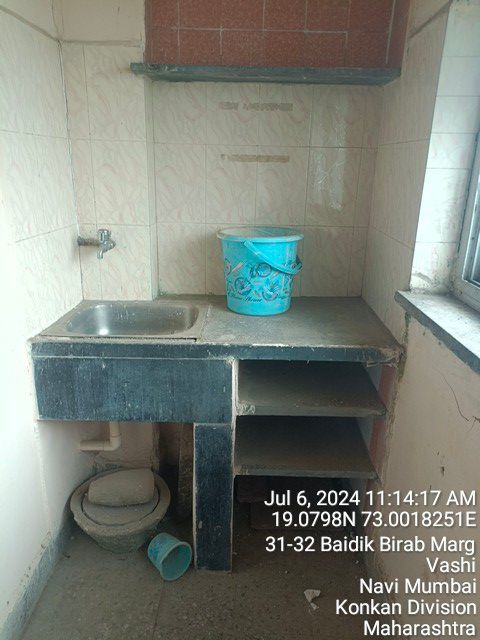 Jul 6, 2024 11:14:17 AM
19.0798N 73.0018251E
31-32 Baidik Birab Marg
Vashi
Navi Mumbai
Konkan Division
Maharashtra